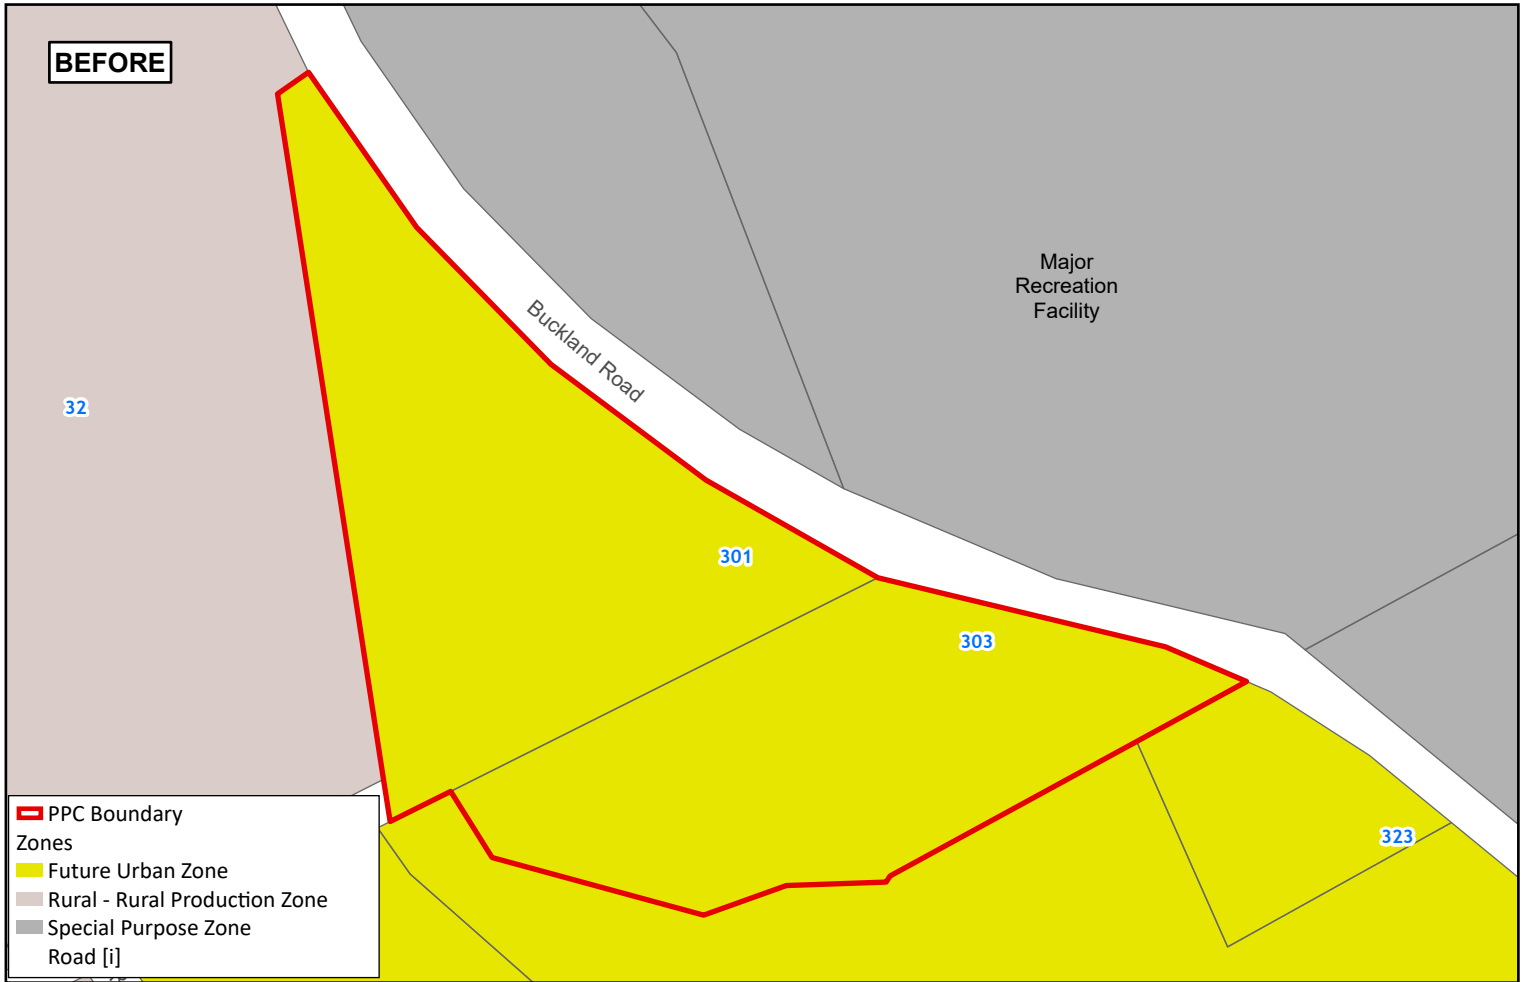 BEFORE
Major
Recreation
Facility
Buckland Road
32
301
303
323
PPC Boundary
Zones
Future Urban Zone
Rural - Rural Production Zone
Special Purpose Zone
Road [i]